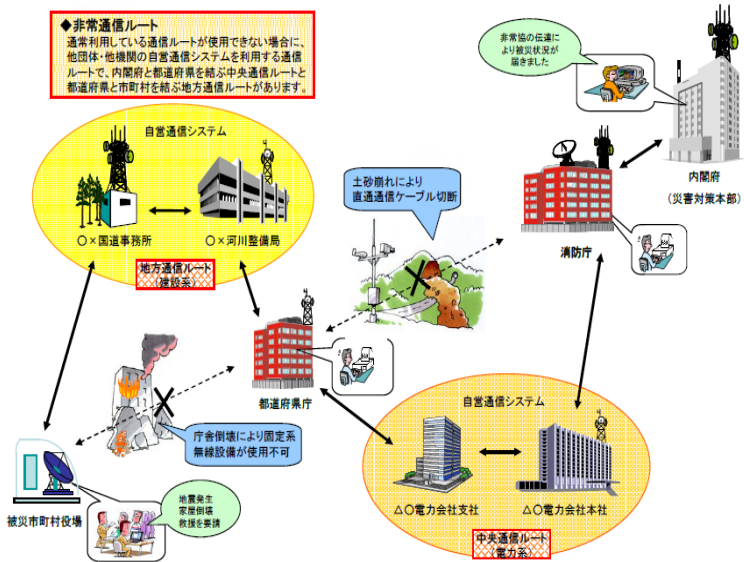 ◆非常通信ルート
通常利用している通信ルートが使用できない場合に、
他団体・他機関の自営通信システムを利用する通信
ルートで、内閣府と都道府県を結ぶ中央通信ルートと
都道府県と市町村を結ぶ地方通信ルートがあります。
非常協の伝達に
より被災状況が
届きました
内閣府
(災害対策本部)
自営通信システム
〇×国道事務所
〇×河川整備局
地方通信ルート
(建設系)
土砂崩れにより
直通通信ケーブル切断
消防庁
都道府県庁
庁舎倒壊により固定系
無線設備が使用不可
自営通信システム
△〇電力会社支社
△〇電力会社本社
中央通信ルート
(電力系)
被災市町村役場
地震発生
家屋倒壊
救援を要請